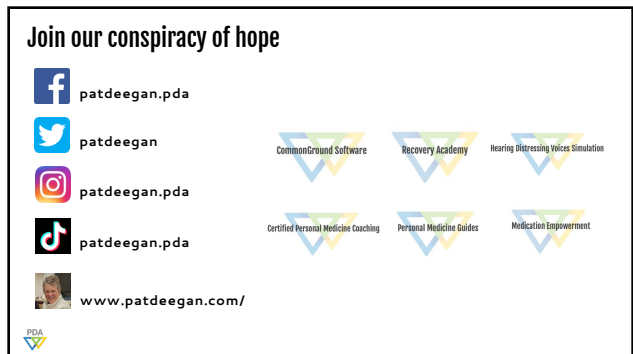 Join our conspiracy of hope
patdeegan.pda
patdeegan
patdeegan.pda
patdeegan.pda
www.patdeegan.com/
CommonGround Software
Recovery Academy
Hearing Distressing Voices Simulation
Certified Personal Medicine Coaching
Personal Medicine Guides
Medication Empowerment
PDA